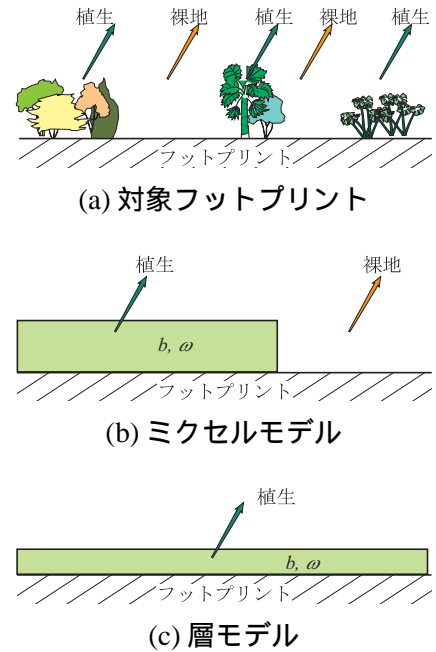 植生 裸地 植生 裸地 植生
フットプリント
(a) 対象フットプリント
植生 裸地
b, ω
フットプリント
(b) ミクセルモデル
植生
b, ω
フットプリント
(c) 層モデル